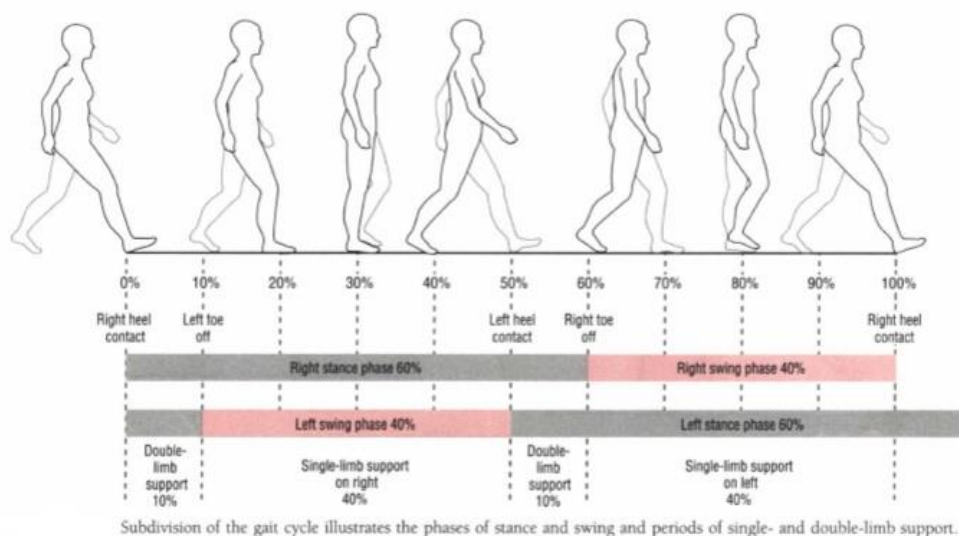 0% 10% 20% 30% 40% 50% 60% 70% 80% 90% 100%
Right heel contact
Left toe off
Left heel contact
Right toe off
Right heel contact
Right stance phase 60% Right swing phase 40%
Left swing phase 40% Left stance phase 60%
Double-
limb
support
10%
Single-limb support
on right
40%
Double-
limb
support
10%
Single-limb support
on left
40%
Subdivision of the gait cycle illustrates the phases of stance and swing and periods of single- and double-limb support.